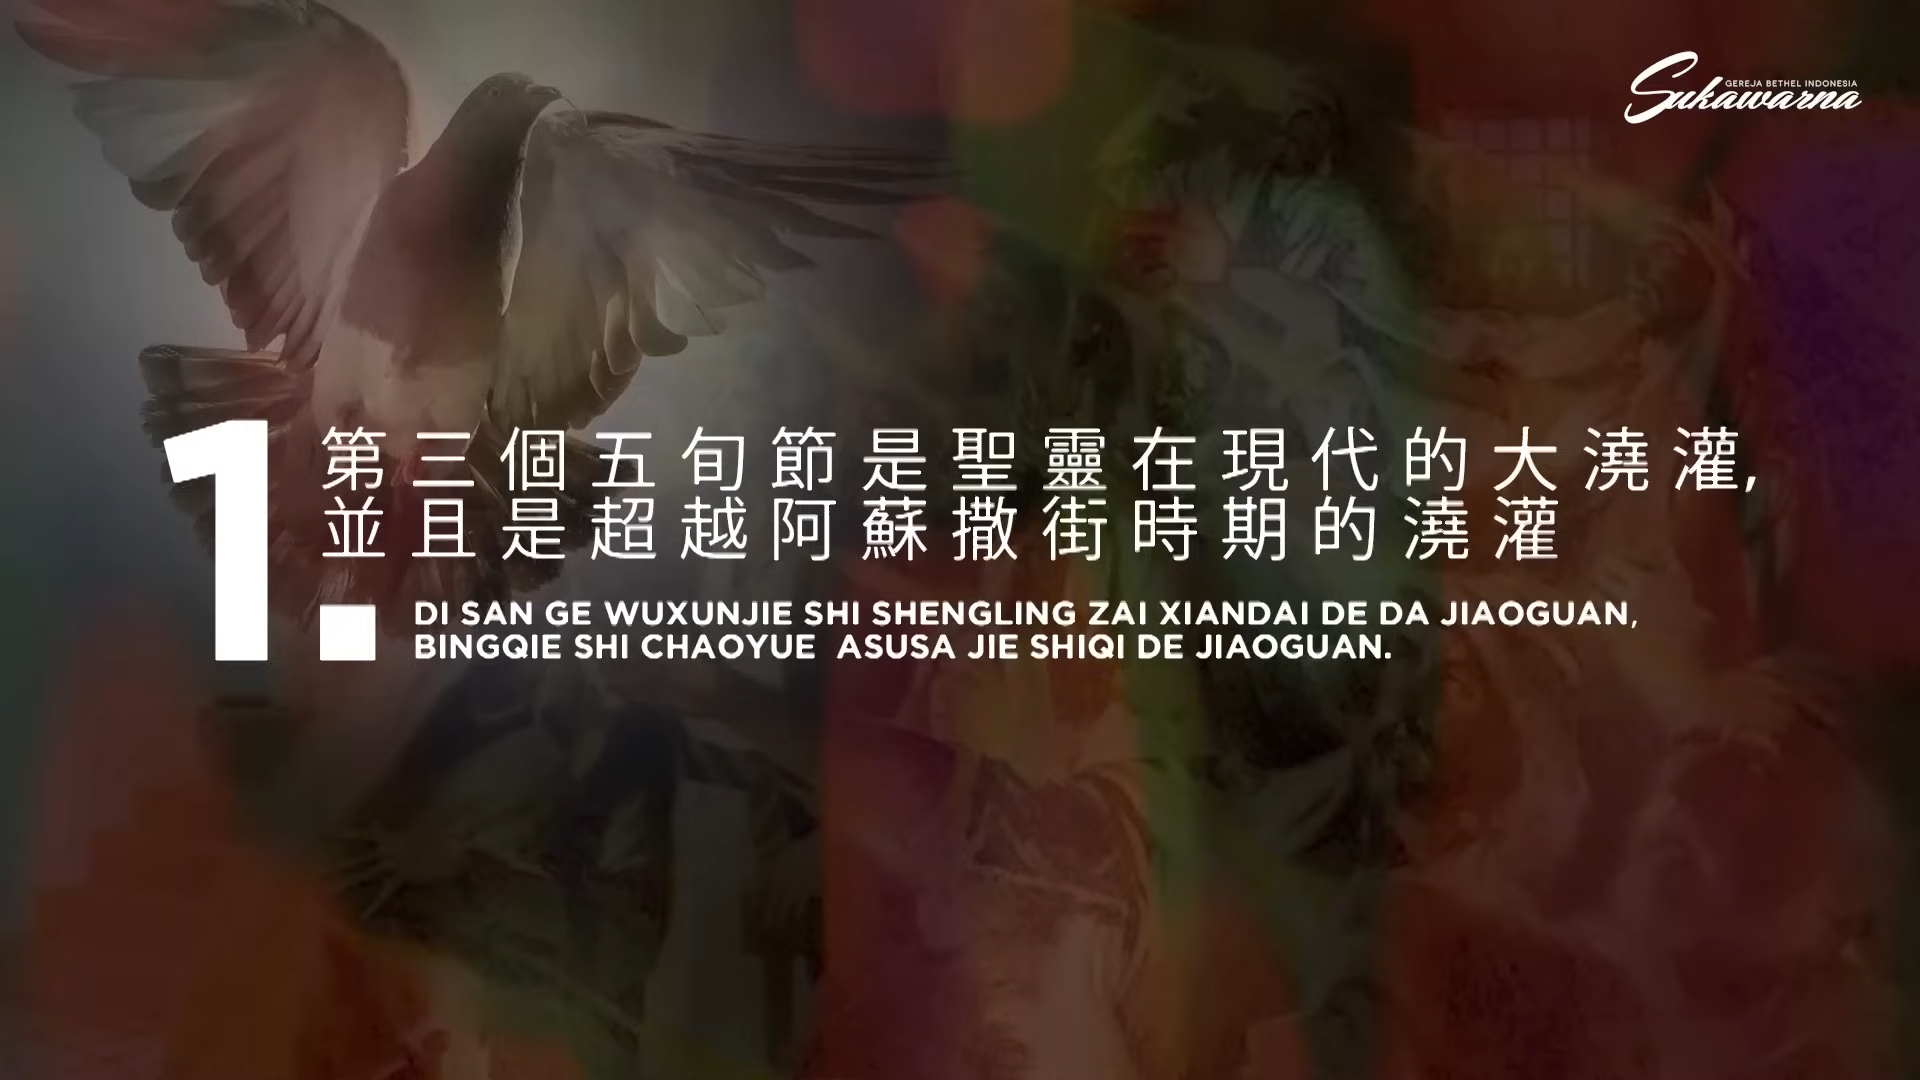 GEREJA BETHEL INDONESIA
Sukawarna
1.
第三個五旬節是聖靈在現代的大澆灌,
並且是超越阿蘇撒街時期的澆灌
DI SAN GE WUXUNJIE SHI SHENGLING ZAI XIANDAI DE DA JIAOGUAN,
BINGQIE SHI CHAOYUE  ASUSA JIE SHIQI DE JIAOGUAN.